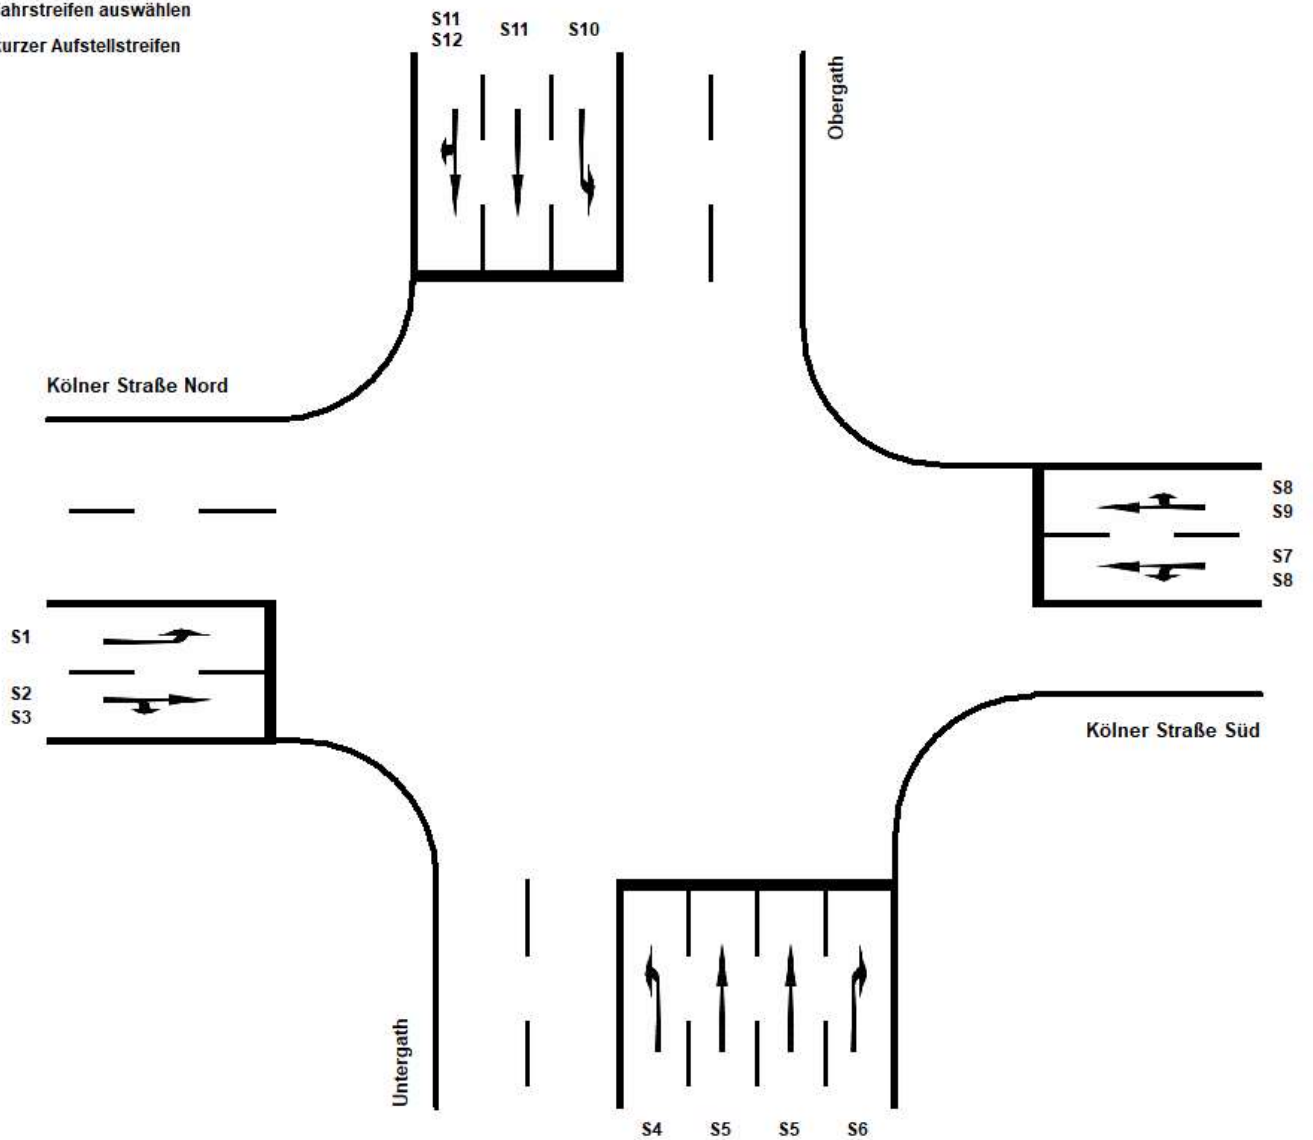 ahrstreifen auswählen
urzer Aufstellstreifen
S11
S12
S11
S10
Obergath
Kölner Straße Nord
S8
S9
S7
S8
S1
S2
S3
Kölner Straße Süd
Untergath
S4
S5
S5
S6